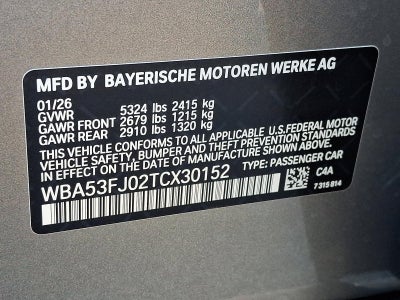 MFD BY BAYERISCHE MOTOREN WERKE AG
01/26
GVWR 5324 lbs 2415 kg
GAWR FRONT 2679 lbs 1215 kg
GAWR REAR 2910 lbs 1320 kg
THIS VEHICLE CONFORMS TO ALL APPLICABLE U.S.FEDERAL MOTOR
VEHICLE SAFETY, BUMPER AND THEFT PREVENTION STANDARDS
IN EFFECT ON THE DATE OF MANUFACTURE SHOWN ABOVE.
WBA53FJ02TCX30152 TYPE: PASSENGER CAR
C4A
7 315 814